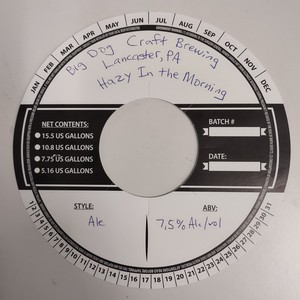 JAN FEB MAR APR MAY JUN JUL AUG SEP OCT NOV DEC
Big Dog Craft Brewing
Lancaster, PA
Hazy In the Morning
NET CONTENTS:
15.5 US GALLONS
10.8 US GALLONS
7.75 US GALLONS
5.16 US GALLONS
BATCH #
DATE:
STYLE:
Ale
ABV:
7.5% Alc/vol
1 2 3 4 5 6 7 8 9 10 11 12 13 14 15 16 17 18 19 20 21 22 23 24 25 26 27 28 29 30 31